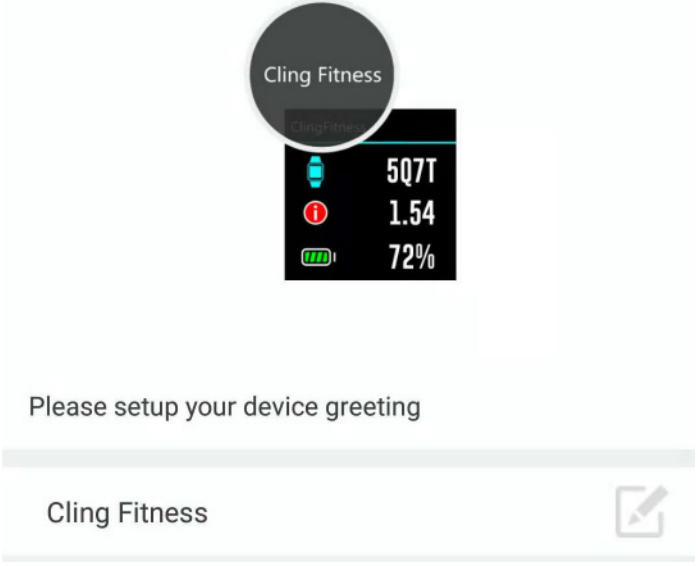 Cling Fitness
ClingFitness
5Q7T
1.54
72%
Please setup your device greeting
Cling Fitness